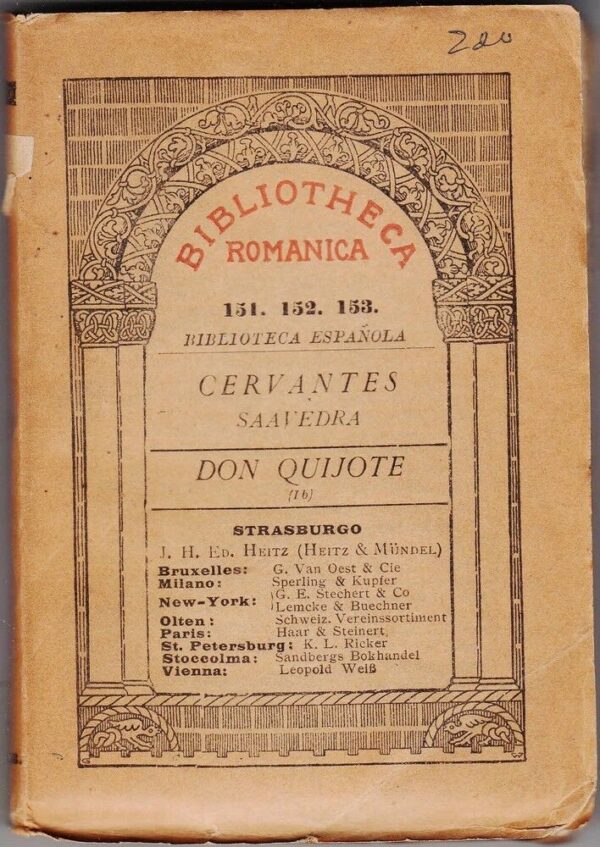 BIBLIOTHECA
ROMANICA
151. 152. 153.
BIBLIOTECA ESPAÑOLA
CERVANTES
SAAVEDRA
DON QUIJOTE
(Ib)
STRASBURGO
J. H. ED. HEITZ (HEITZ & MÜNDEL)
Bruxelles: G. Van Oest & Cie
Milano: Sperling & Kupfer
New-York: G. E. Stechert & Co
Lemcke & Buechner
Olten: Schweiz. Vereinssortiment
Paris: Haar & Steinert
St. Petersburg: K. L. Ricker
Stoccolma: Sandbergs Bokhandel
Vienna: Leopold Weiß